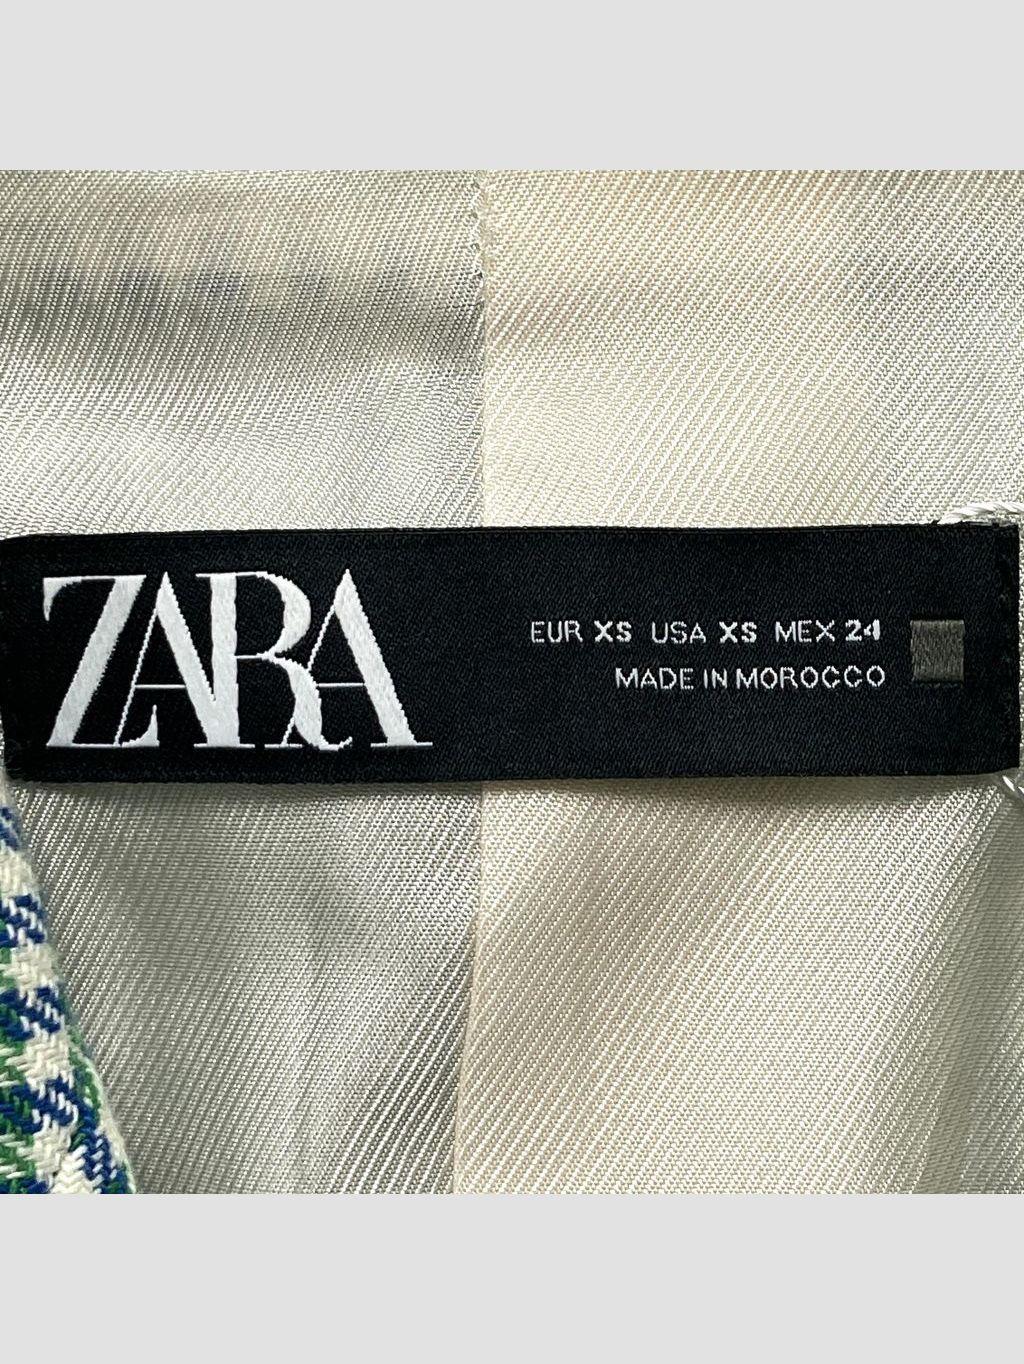 ZARA
EUR XS USA XS MEX 24
MADE IN MOROCCO